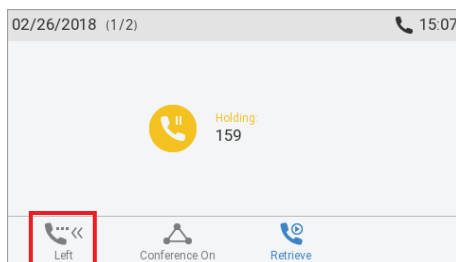 02/26/2018 (1/2) 15:07
Holding:
159
Left Conference On Retrieve